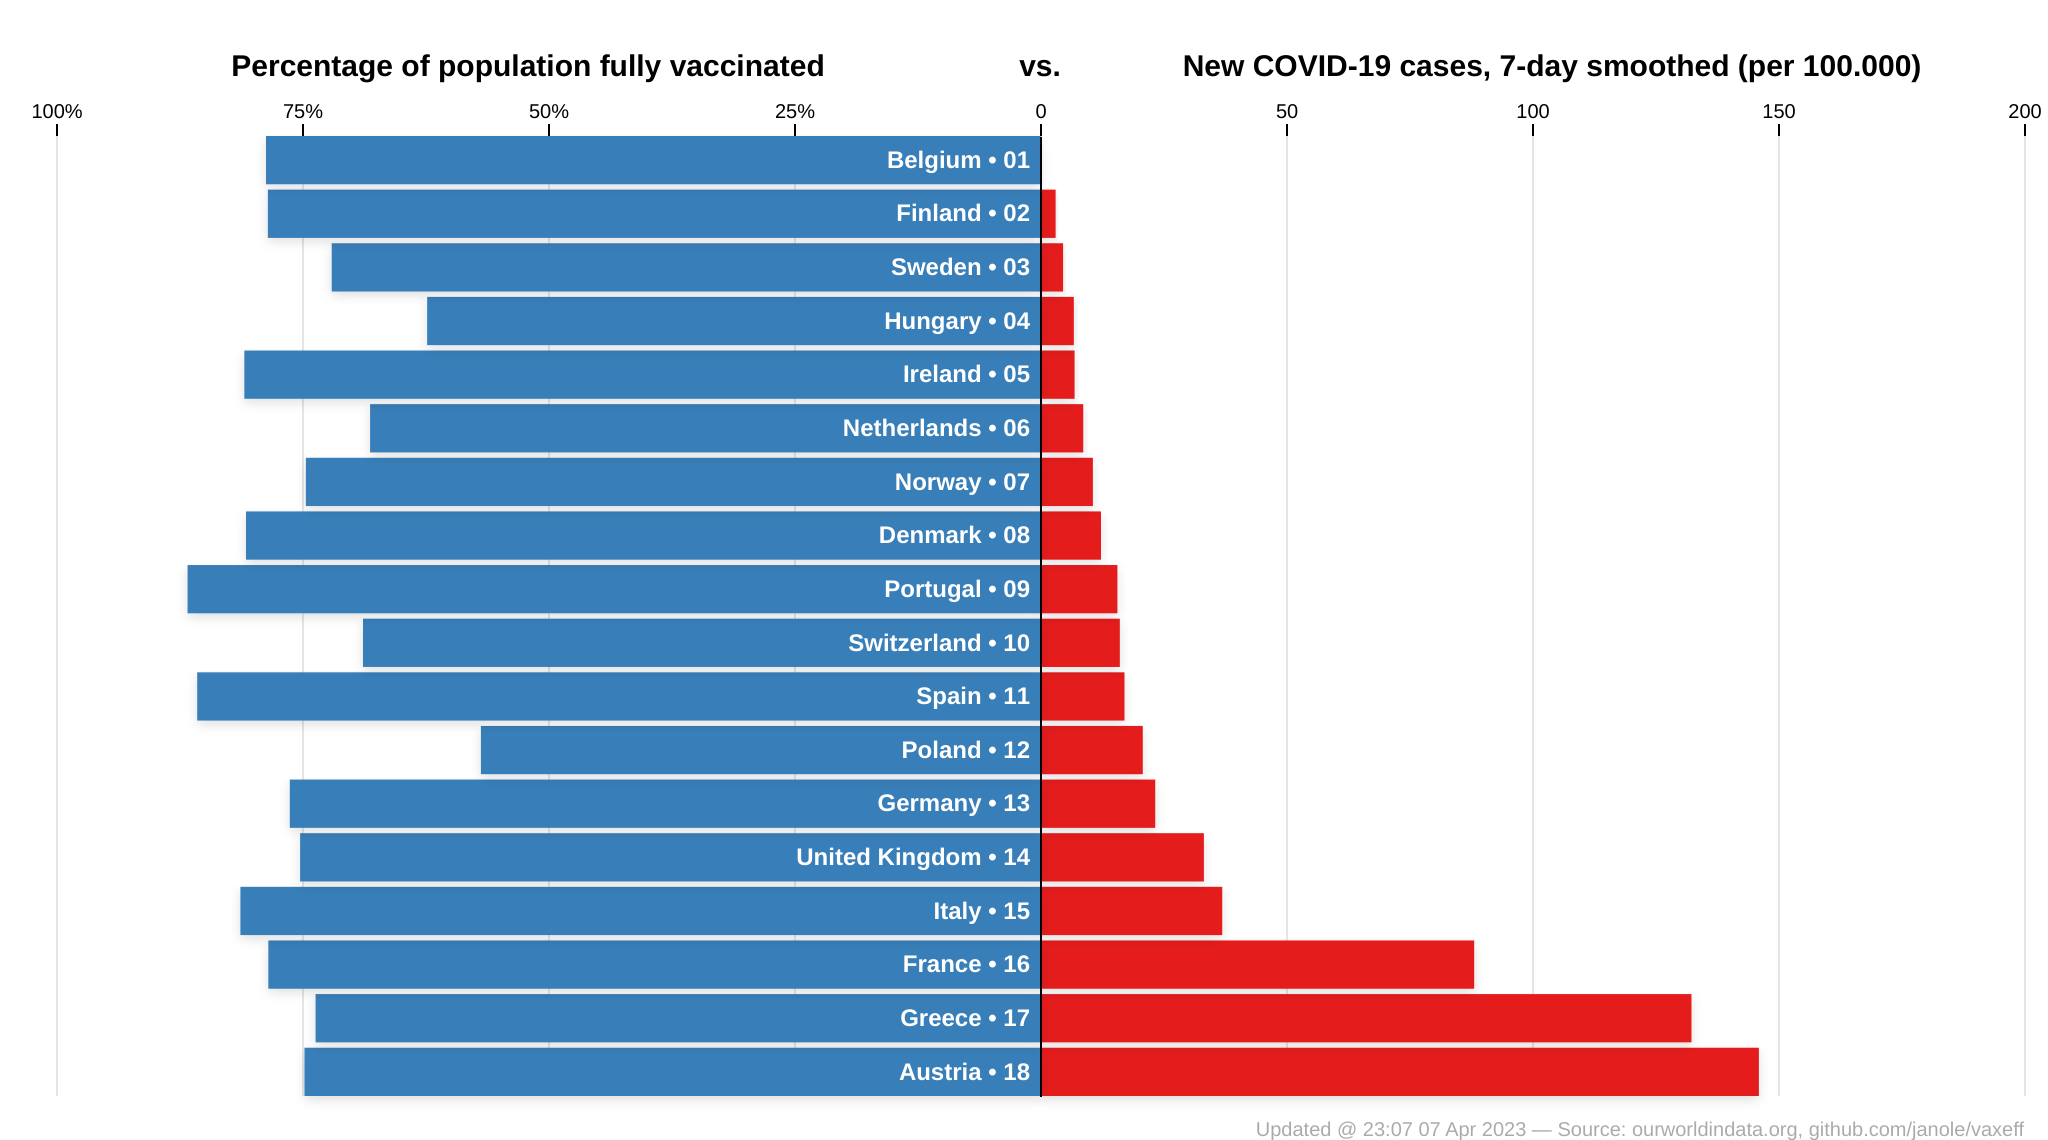 Percentage of population fully vaccinated vs. New COVID-19 cases, 7-day smoothed (per 100.000)
100% 75% 50% 25% 0 50 100 150 200
Belgium • 01
Finland • 02
Sweden • 03
Hungary • 04
Ireland • 05
Netherlands • 06
Norway • 07
Denmark • 08
Portugal • 09
Switzerland • 10
Spain • 11
Poland • 12
Germany • 13
United Kingdom • 14
Italy • 15
France • 16
Greece • 17
Austria • 18
Updated @ 23:07 07 Apr 2023 — Source: ourworldindata.org, github.com/janole/vaxeff